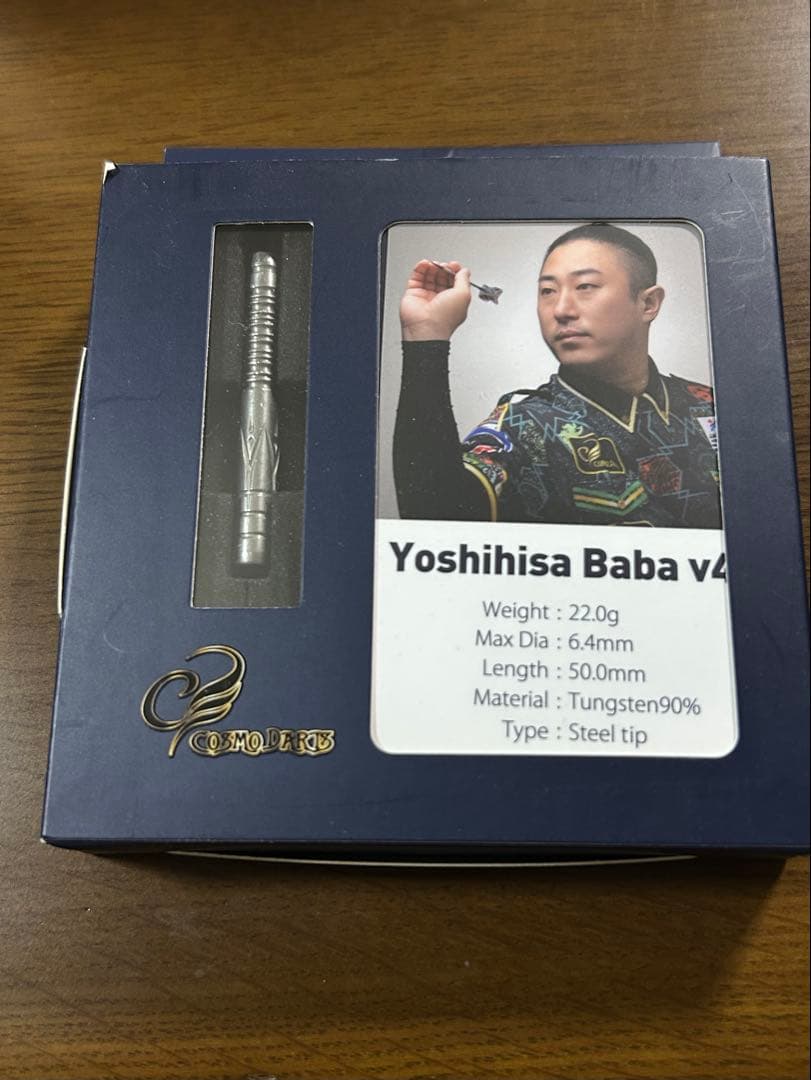 Yoshihisa Baba v4
Weight : 22.0g
Max Dia : 6.4mm
Length : 50.0mm
Material : Tungsten90%
Type : Steel tip
COSMO DARTS